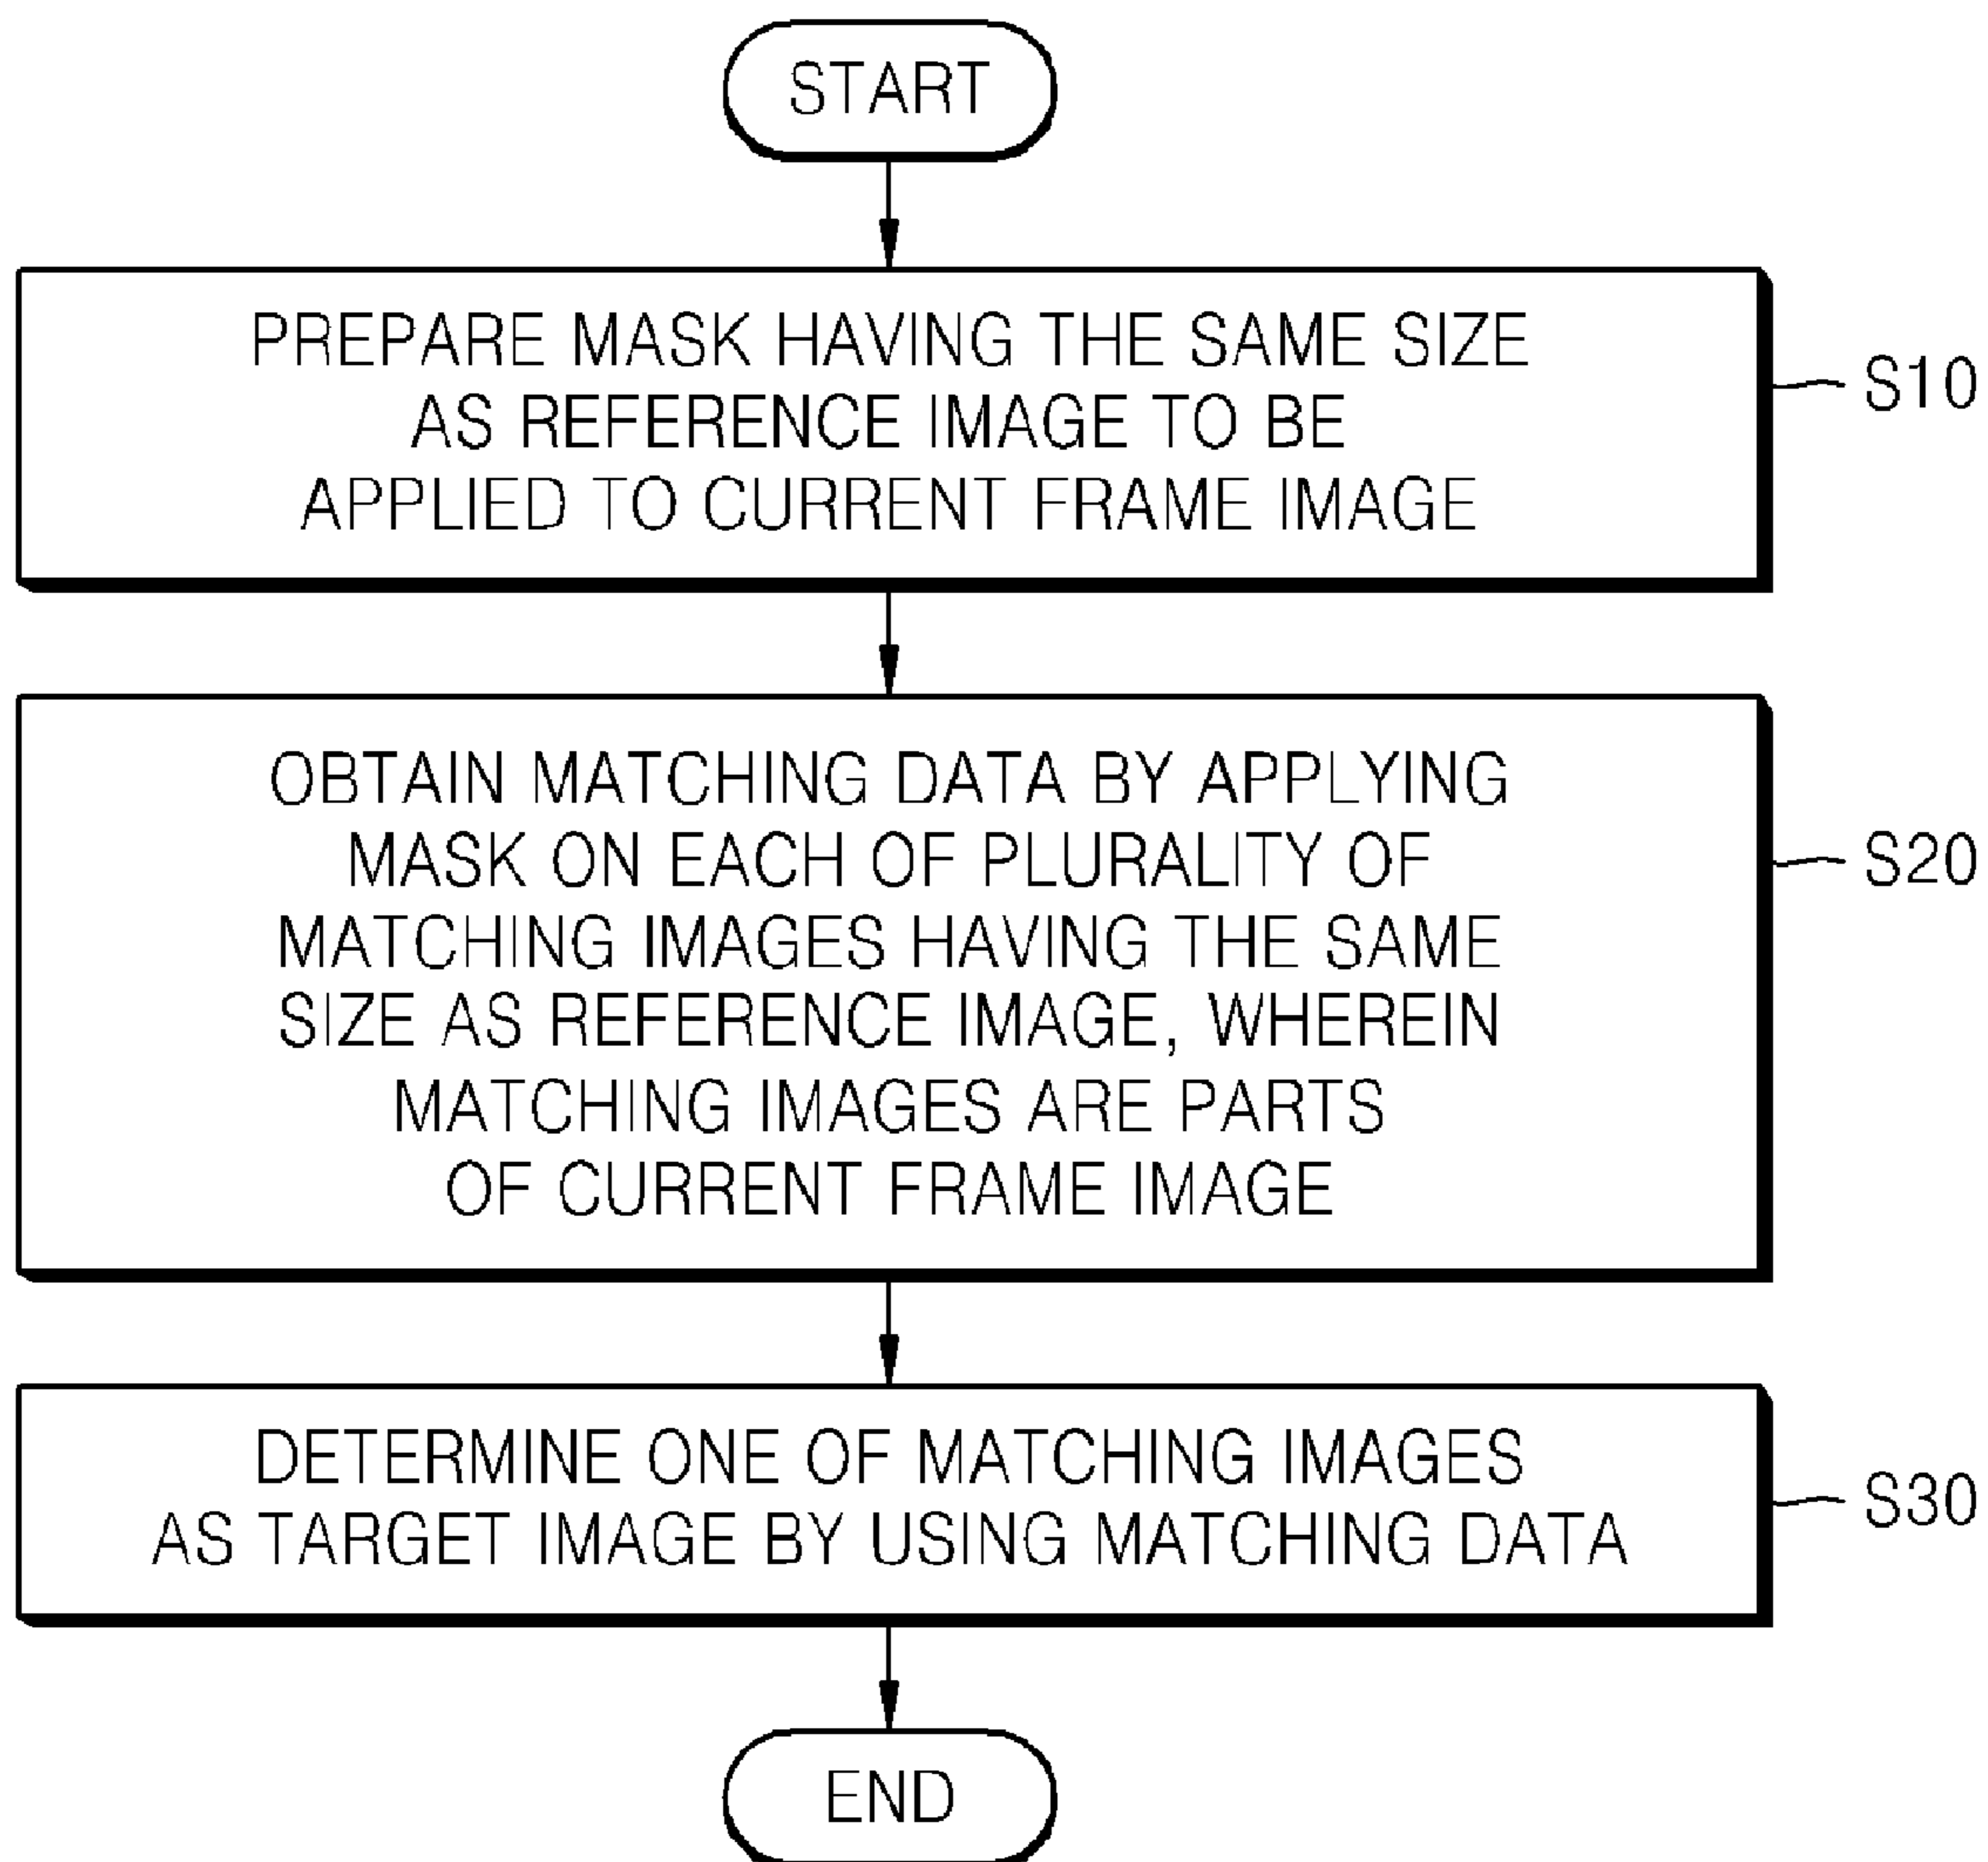 START
PREPARE MASK HAVING THE SAME SIZE
AS REFERENCE IMAGE TO BE
APPLIED TO CURRENT FRAME IMAGE
S10
OBTAIN MATCHING DATA BY APPLYING
MASK ON EACH OF PLURALITY OF
MATCHING IMAGES HAVING THE SAME
SIZE AS REFERENCE IMAGE, WHEREIN
MATCHING IMAGES ARE PARTS
OF CURRENT FRAME IMAGE
S20
DETERMINE ONE OF MATCHING IMAGES
AS TARGET IMAGE BY USING MATCHING DATA
S30
END